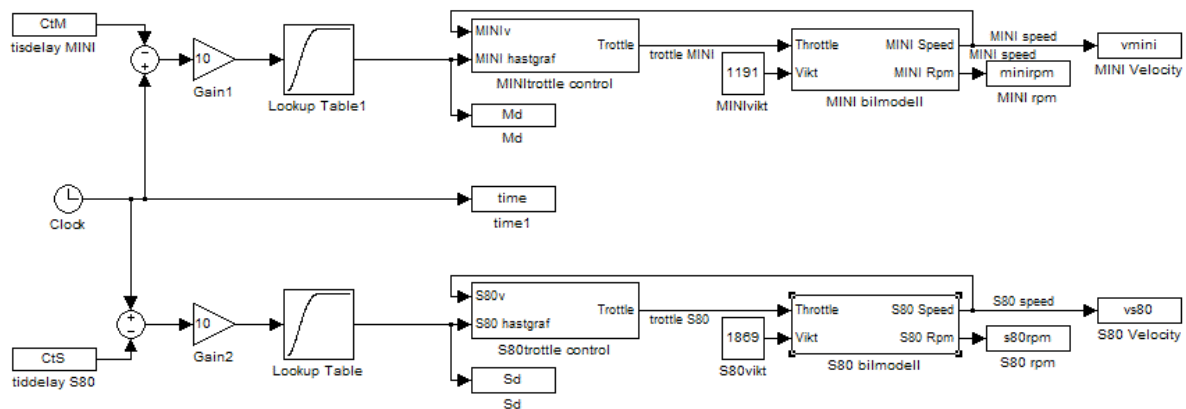 CtM
tisdelay MINI
10
Gain1
Lookup Table1
MINIv
MINI hastgraf
Trottle
MINItrottle control
trottle MINI
1191
MINIvikt
Throttle
Vikt
MINI Speed
MINI Rpm
MINI bilmodell
MINI speed
MINI speed
vmini
MINI Velocity
minirpm
MINI rpm
Md
Md
Clock
time
time1
CtS
tiddelay S80
10
Gain2
Lookup Table
S80v
S80 hastgraf
Trottle
S80trottle control
trottle S80
1869
S80vikt
Throttle
Vikt
S80 Speed
S80 Rpm
S80 bilmodell
S80 speed
vs80
S80 Velocity
s80rpm
S80 rpm
Sd
Sd